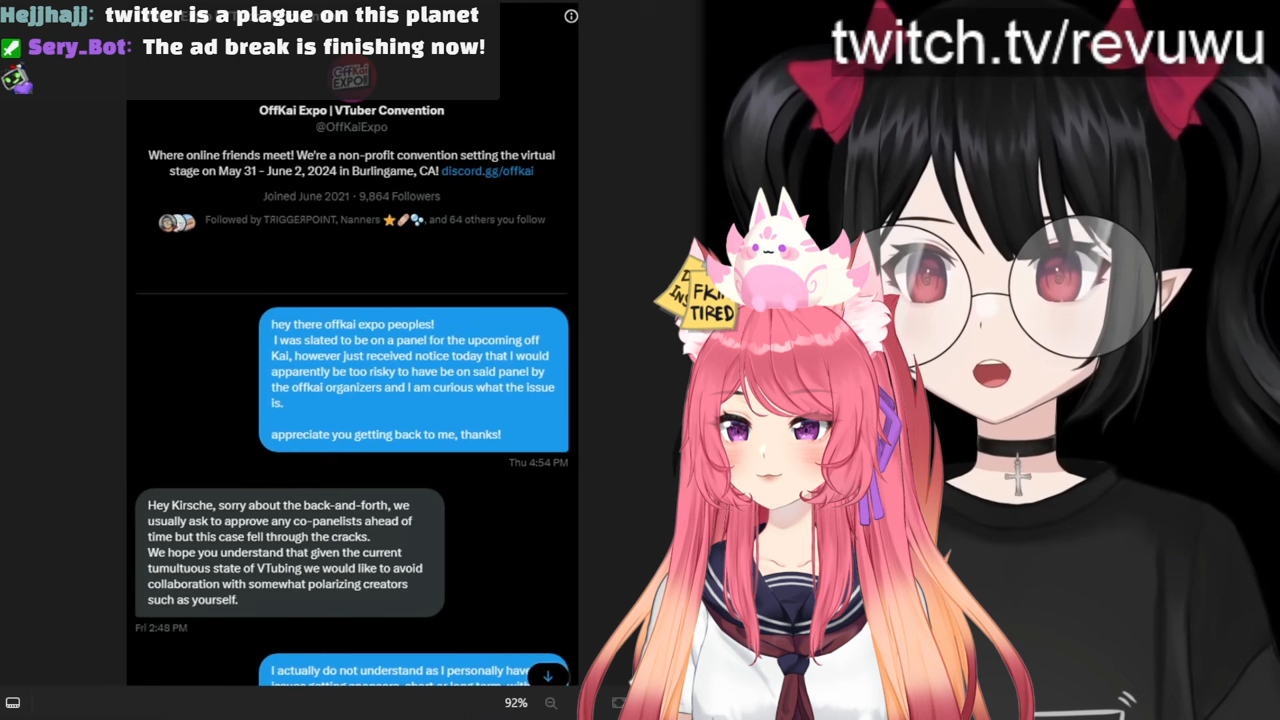 Hejjhajj: twitter is a plague on this planet
Sery_Bot: The ad break is finishing now!
twitch.tv/revuwu
OffKai
EXPO!!
OffKai Expo | VTuber Convention
@OffKaiExpo
Where online friends meet! We're a non-profit convention setting the virtual
stage on May 31 - June 2, 2024 in Burlingame, CA! discord.gg/offkai
Joined June 2021 · 9,864 Followers
Followed by TRIGGERPOINT, Nanners ⭐🩹🫧, and 64 others you follow
hey there offkai expo peoples!
I was slated to be on a panel for the upcoming off
Kai, however just received notice today that I would
apparently be too risky to have be on said panel by
the offkai organizers and I am curious what the issue
is.
appreciate you getting back to me, thanks!
Thu 4:54 PM
Hey Kirsche, sorry about the back-and-forth, we
usually ask to approve any co-panelists ahead of
time but this case fell through the cracks.
We hope you understand that given the current
tumultuous state of VTubing we would like to avoid
collaboration with somewhat polarizing creators
such as yourself.
Fri 2:48 PM
I actually do not understand as I personally have
92%
TIRED